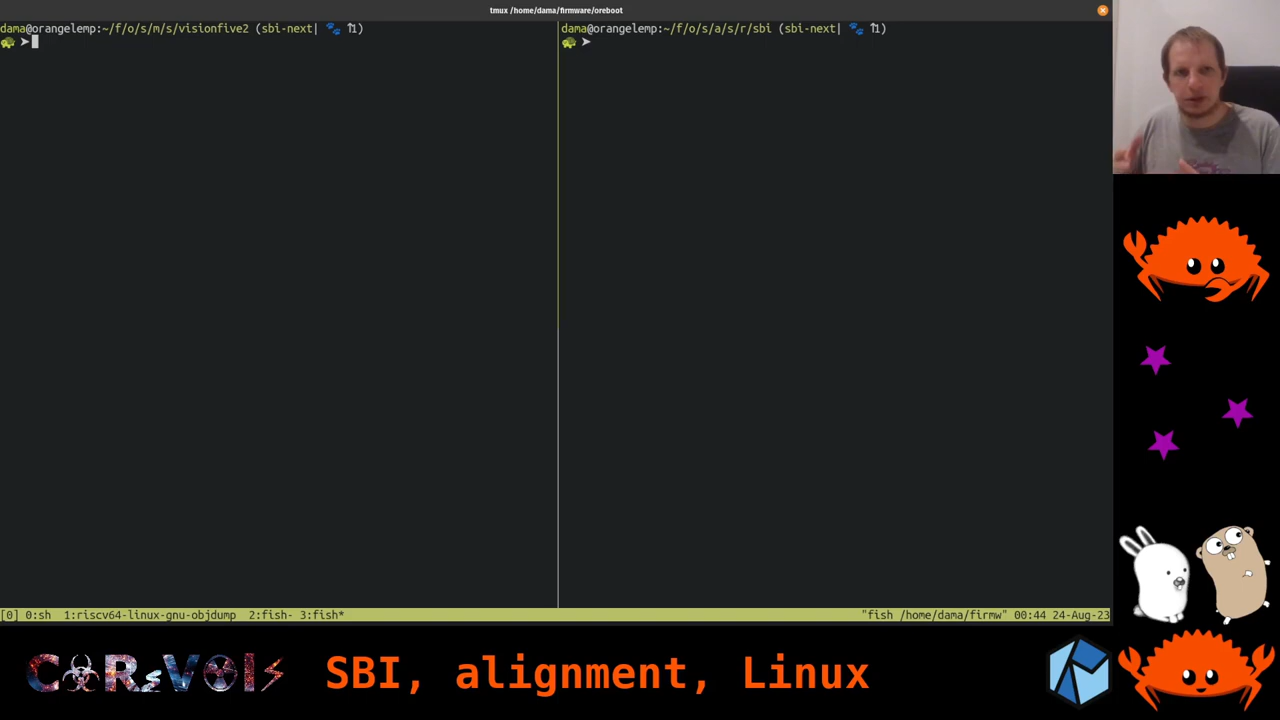 tmux /home/dama/firmware/oreboot
dama@orangelemp:~/f/o/s/m/s/visionfive2 (sbi-next| 🐾 ⇡1)
🐢 ➤
dama@orangelemp:~/f/o/s/a/s/r/sbi (sbi-next| 🐾 ⇡1)
🐢 ➤
[0] 0:sh 1:riscv64-linux-gnu-objdump 2:fish- 3:fish*
"fish /home/dama/firmw" 00:44 24-Aug-23
SBI, alignment, Linux